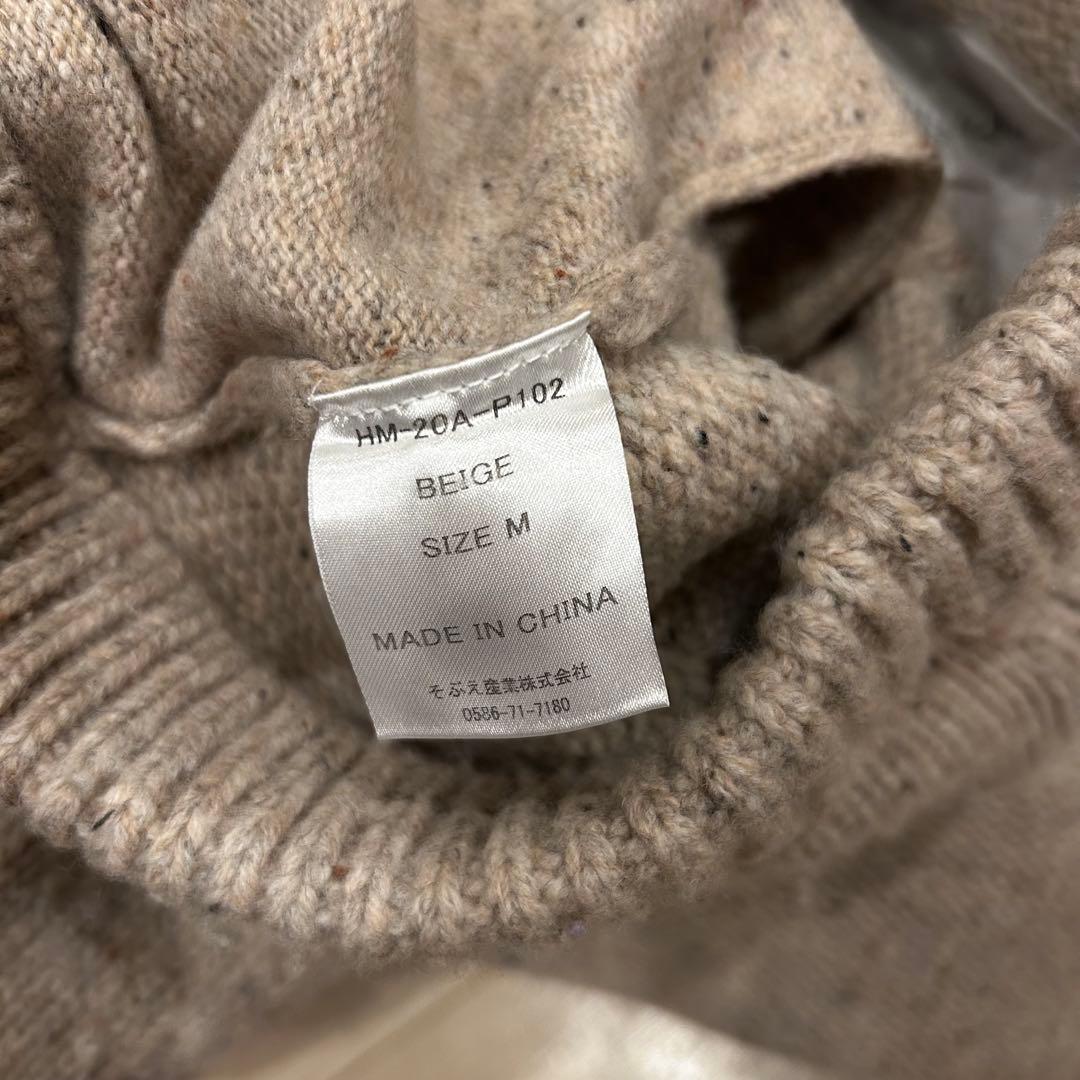 HM-20A-P102
BEIGE
SIZE M
MADE IN CHINA
そぶえ産業株式会社
0586-71-7180